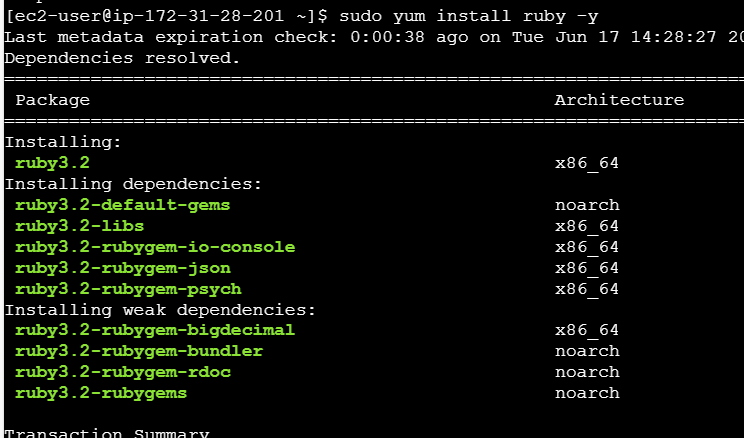 [ec2-user@ip-172-31-28-201 ~]$ sudo yum install ruby -y
Last metadata expiration check: 0:00:38 ago on Tue Jun 17 14:28:27 20
Dependencies resolved.
================================================================================
Package Architecture
================================================================================
Installing:
ruby3.2 x86_64
Installing dependencies:
ruby3.2-default-gems noarch
ruby3.2-libs x86_64
ruby3.2-rubygem-io-console x86_64
ruby3.2-rubygem-json x86_64
ruby3.2-rubygem-psych x86_64
Installing weak dependencies:
ruby3.2-rubygem-bigdecimal x86_64
ruby3.2-rubygem-bundler noarch
ruby3.2-rubygem-rdoc noarch
ruby3.2-rubygems noarch
Transaction Summary